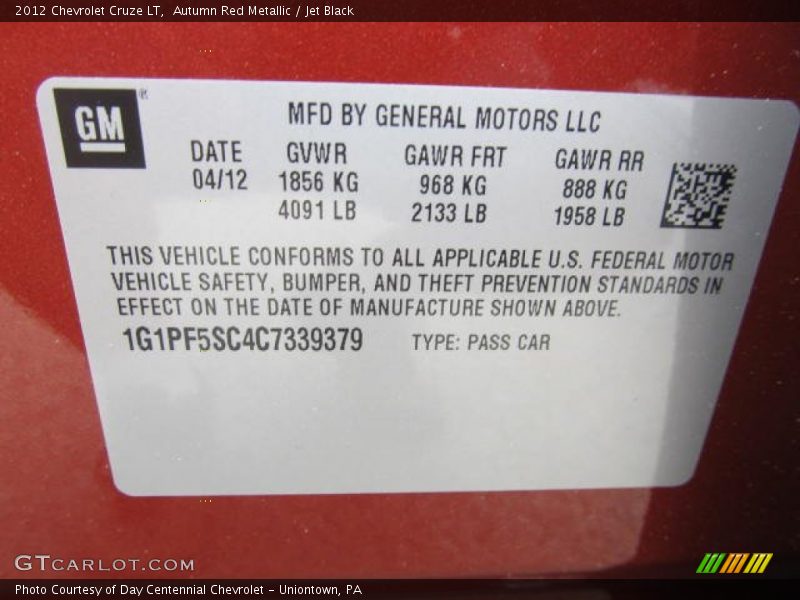 2012 Chevrolet Cruze LT,  Autumn Red Metallic / Jet Black
GM ®
MFD BY GENERAL MOTORS LLC
DATE GVWR GAWR FRT GAWR RR
04/12 1856 KG 968 KG 888 KG
4091 LB 2133 LB 1958 LB
THIS VEHICLE CONFORMS TO ALL APPLICABLE U.S. FEDERAL MOTOR
VEHICLE SAFETY, BUMPER, AND THEFT PREVENTION STANDARDS IN
EFFECT ON THE DATE OF MANUFACTURE SHOWN ABOVE.
1G1PF5SC4C7339379 TYPE: PASS CAR
GTCARLOT.COM
Photo Courtesy of Day Centennial Chevrolet - Uniontown, PA